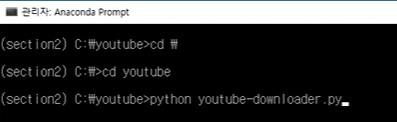 관리자: Anaconda Prompt
(section2) C:₩youtube>cd ₩
(section2) C:₩>cd youtube
(section2) C:₩youtube>python youtube-downloader.py